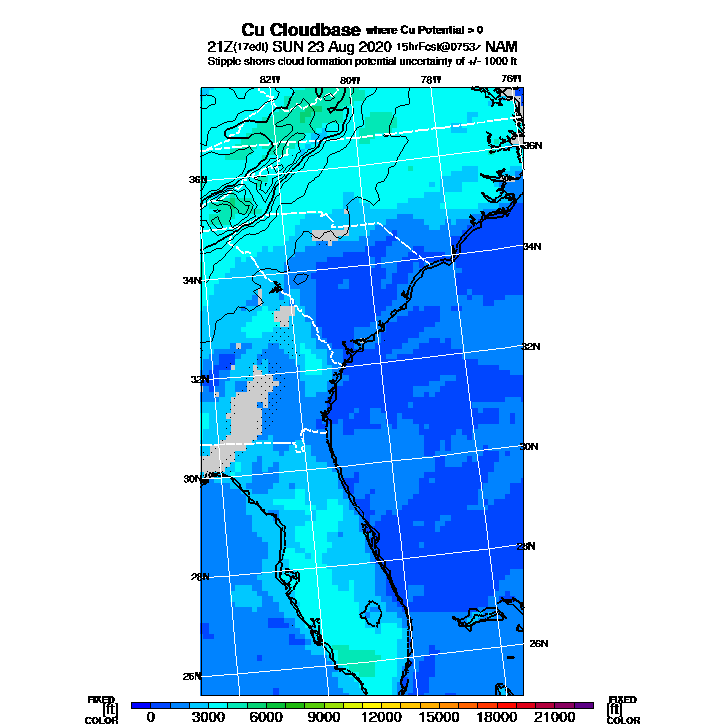 Cu Cloudbase where Cu Potential > 0
21Z(17edt) SUN 23 Aug 2020 15hrFcst@0753z NAM
Stipple shows cloud formation potential uncertainty of +/- 1000 ft
82W 80W 78W 76W
36N
36N
34N
34N
32N
32N
30N
30N
28N
28N
26N
26N
FIXED FIXED
[ft] [ft]
COLOR COLOR
0 3000 6000 9000 12000 15000 18000 21000